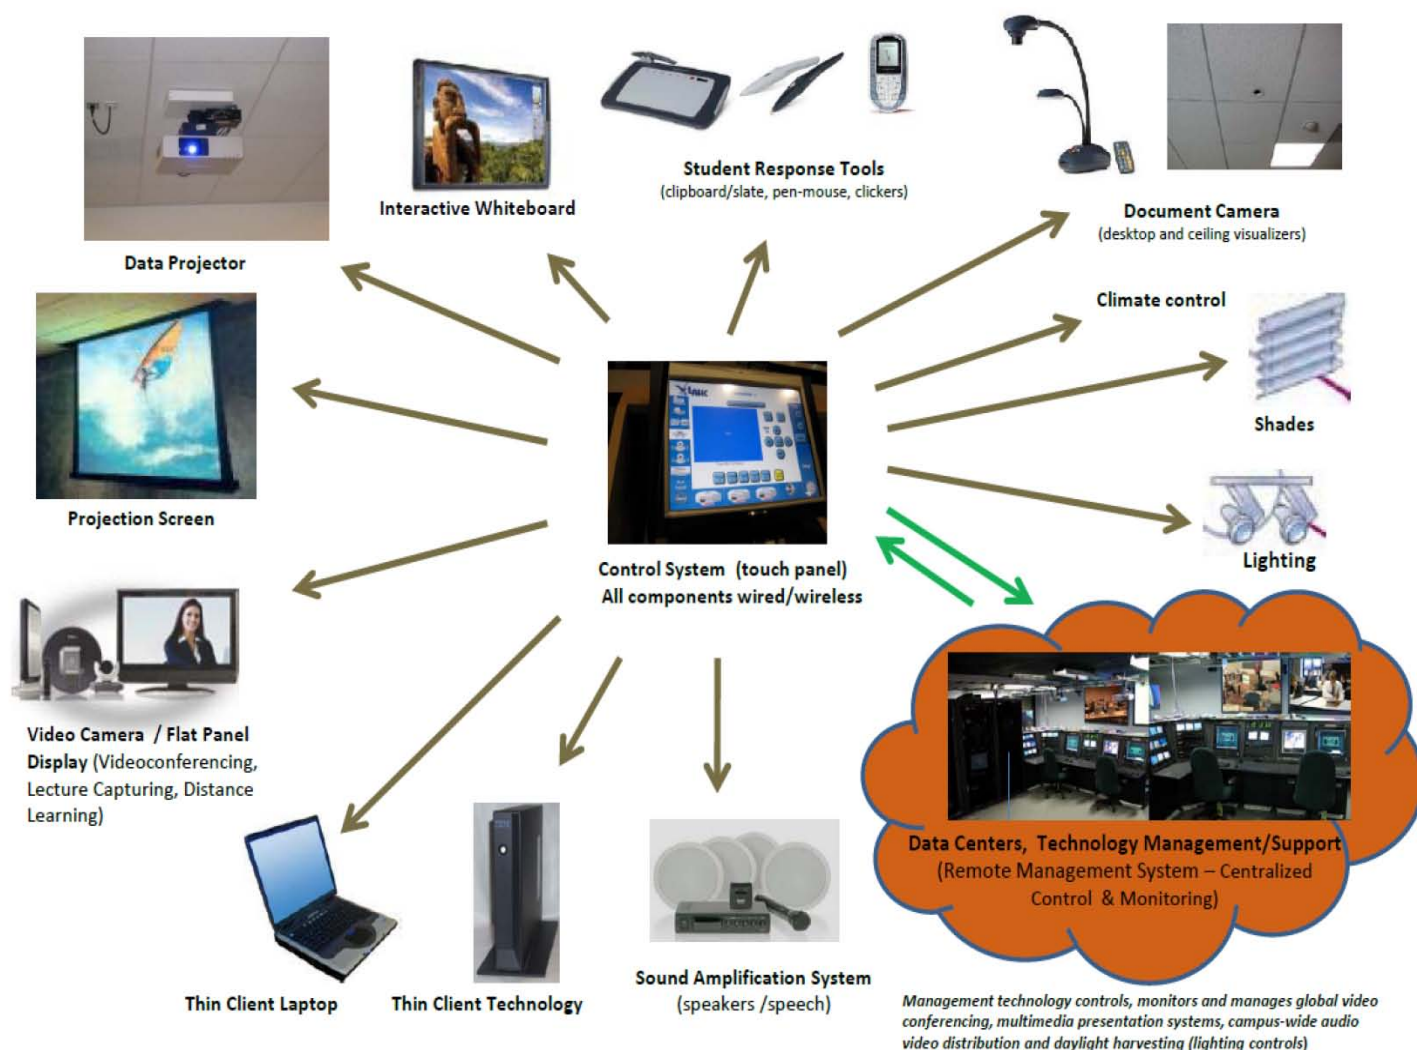 Data Projector
Interactive Whiteboard
Student Response Tools
(clipboard/slate, pen-mouse, clickers)
Document Camera
(desktop and ceiling visualizers)
Climate control
Shades
Lighting
Projection Screen
Control System (touch panel)
All components wired/wireless
Video Camera / Flat Panel
Display (Videoconferencing,
Lecture Capturing, Distance
Learning)
Thin Client Laptop
Thin Client Technology
Sound Amplification System
(speakers /speech)
Data Centers, Technology Management/Support
(Remote Management System – Centralized
Control & Monitoring)
Management technology controls, monitors and manages global video
conferencing, multimedia presentation systems, campus-wide audio
video distribution and daylight harvesting (lighting controls)